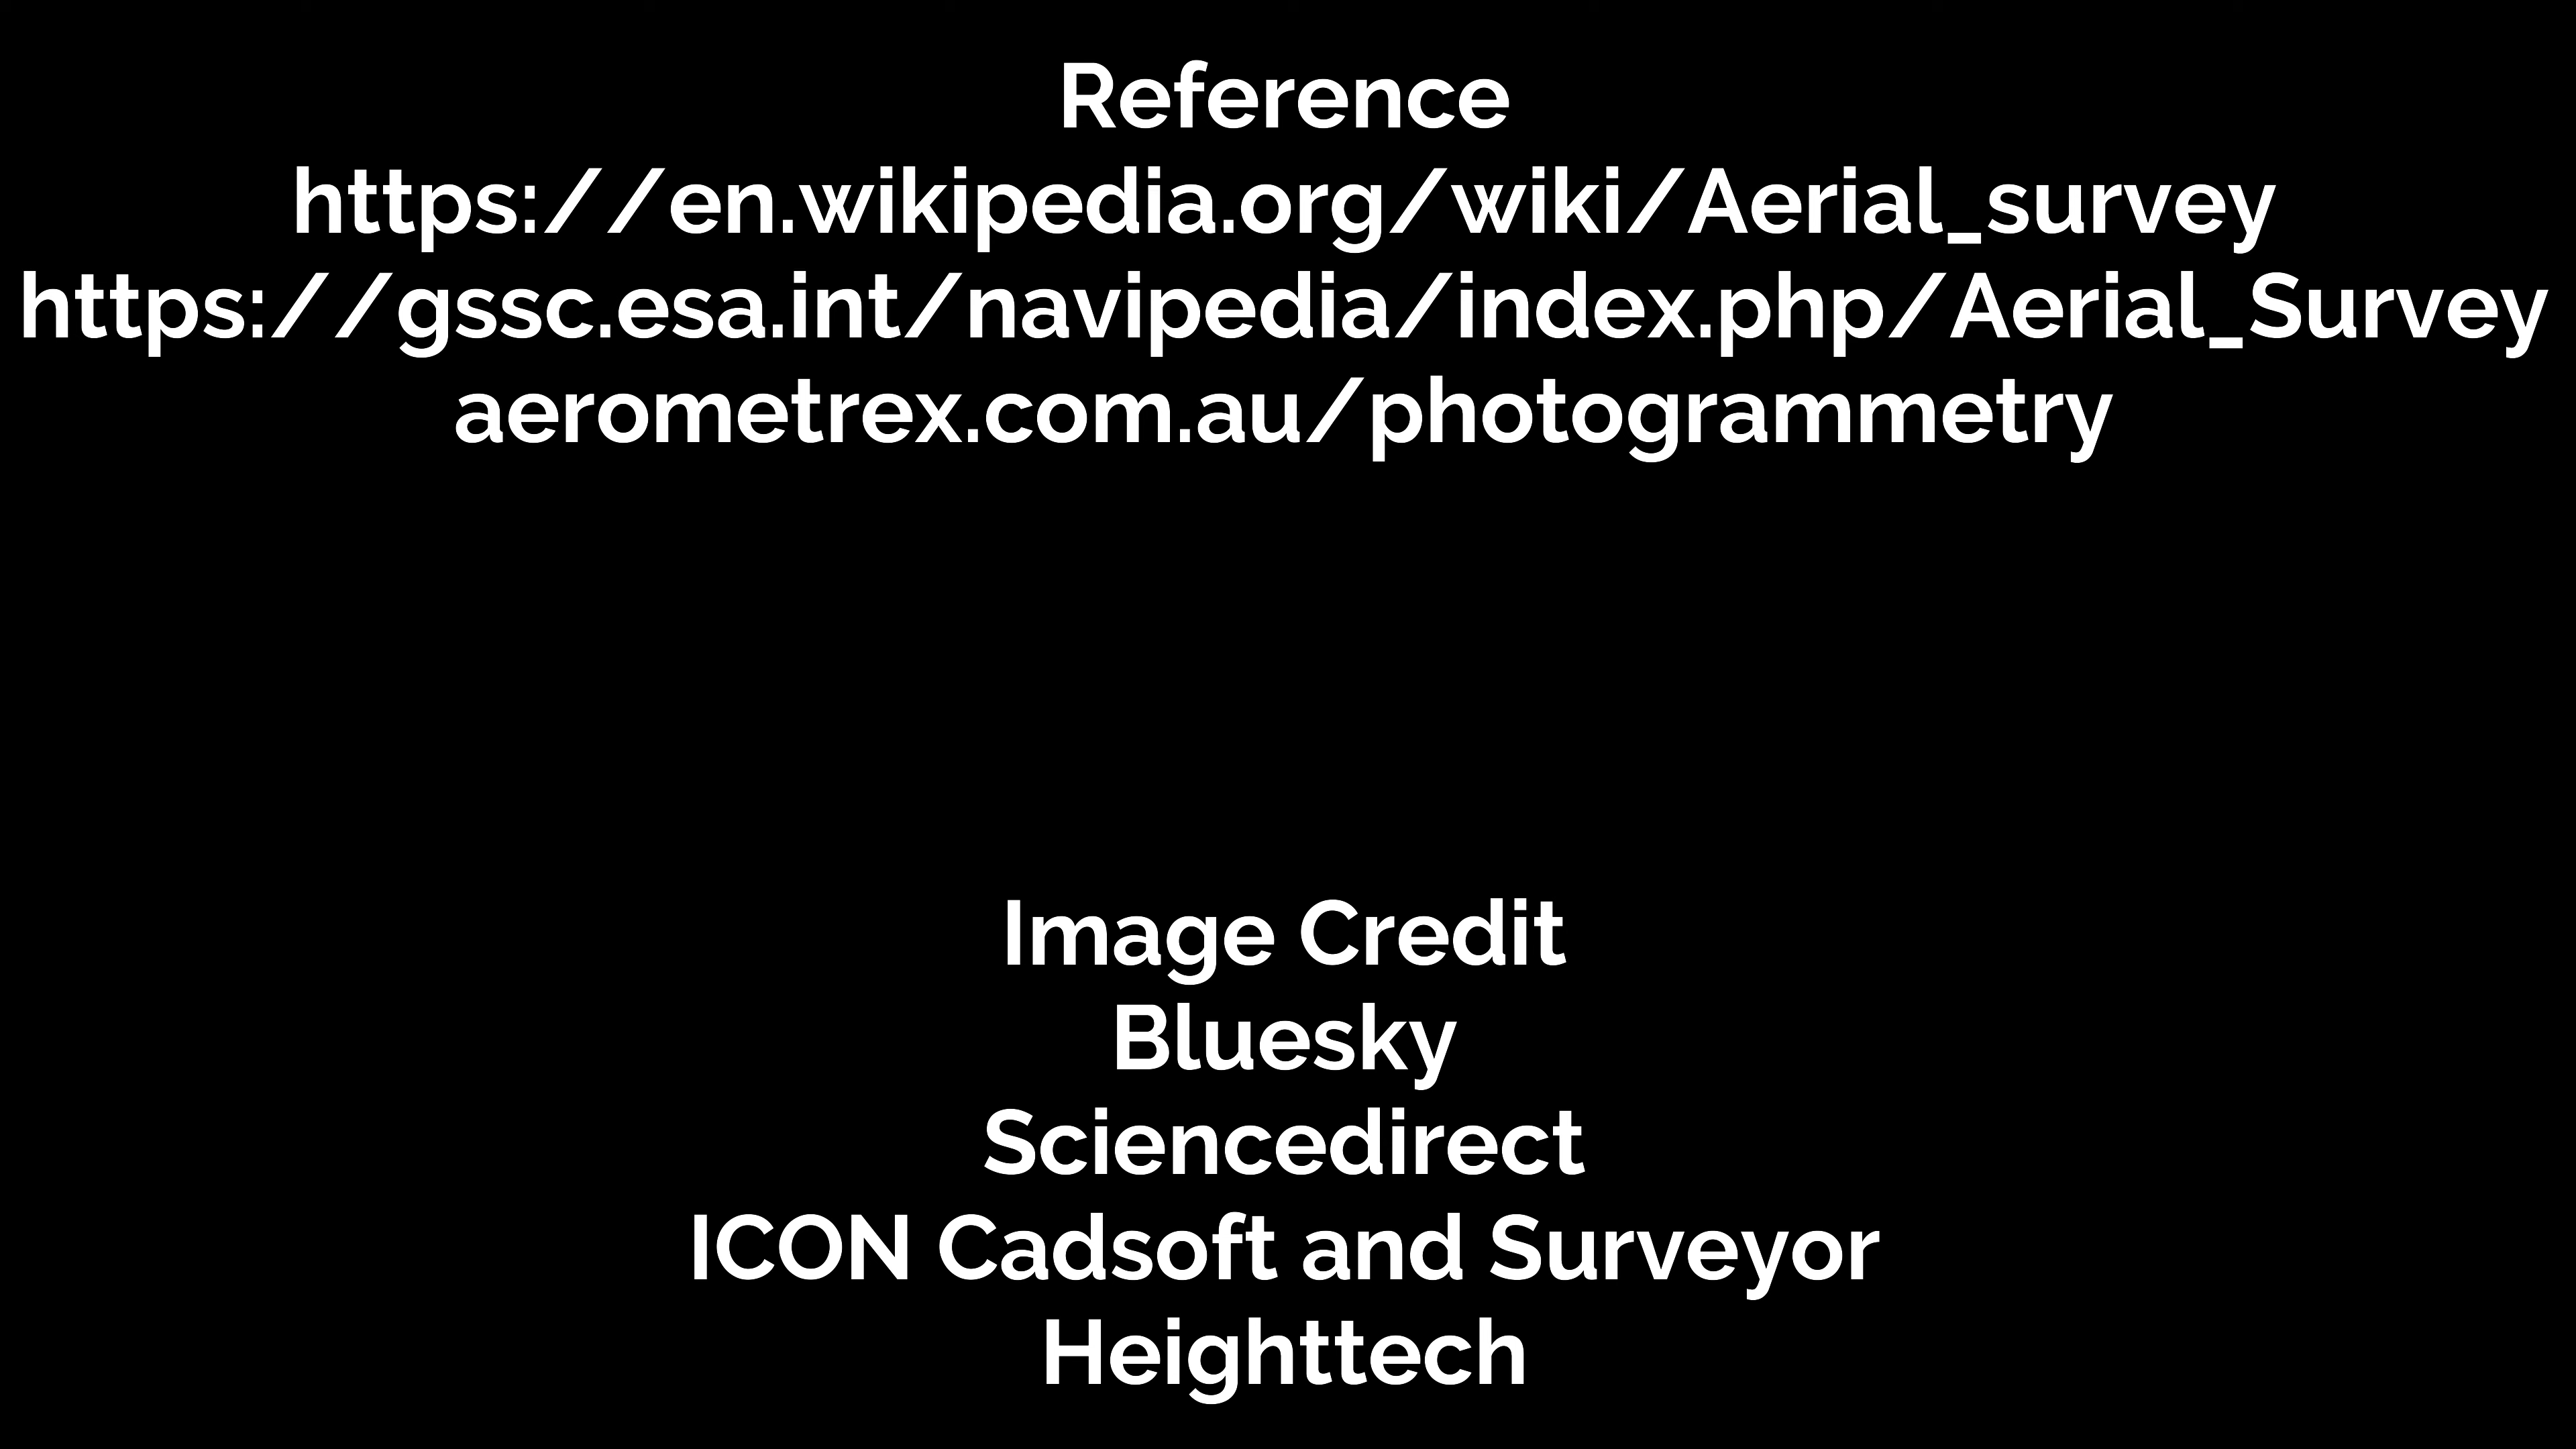 Reference
https://en.wikipedia.org/wiki/Aerial_survey
https://gssc.esa.int/navipedia/index.php/Aerial_Survey
aerometrex.com.au/photogrammetry
Image Credit
Bluesky
Sciencedirect
ICON Cadsoft and Surveyor
Heighttech